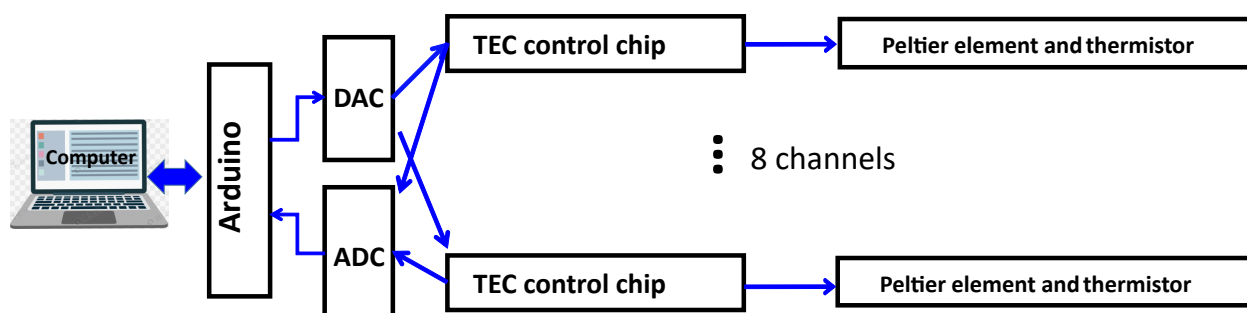 TEC control chip
Peltier element and thermistor
DAC
Computer
Arduino
8 channels
ADC
TEC control chip
Peltier element and thermistor